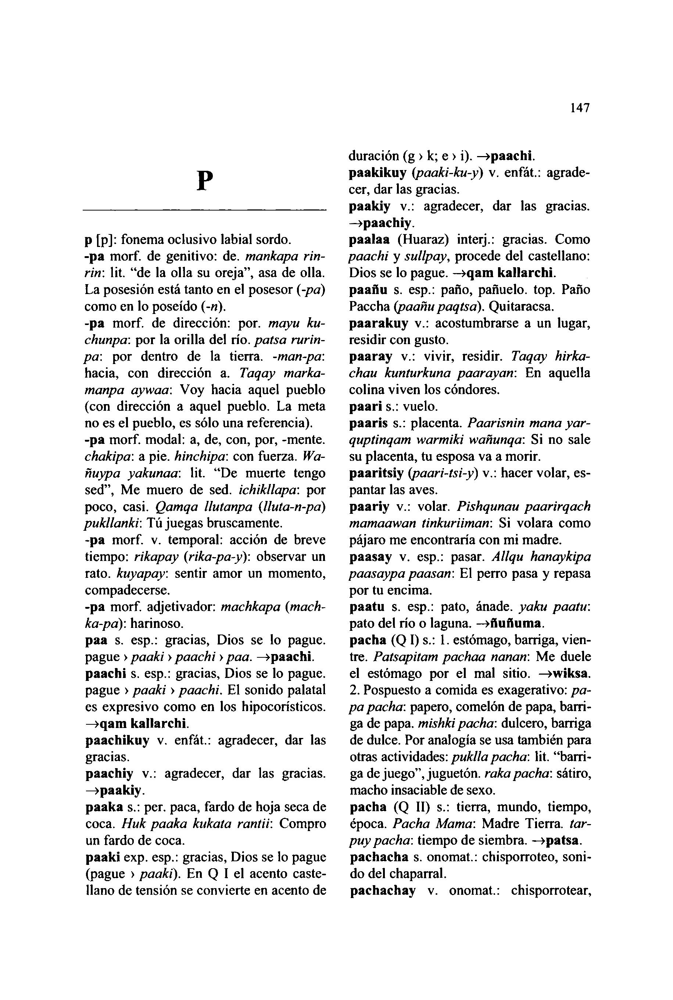 147
P
p [p]: fonema oclusivo labial sordo.
-pa morf. de genitivo: de. mankapa rin-
rin: lit. “de la olla su oreja”, asa de olla.
La posesión está tanto en el posesor (-pa)
como en lo poseído (-n).
-pa morf. de dirección: por. mayu ku-
chunpa: por la orilla del río. patsa rurin-
pa: por dentro de la tierra. -man-pa:
hacia, con dirección a. Taqay marka-
manpa aywaa: Voy hacia aquel pueblo
(con dirección a aquel pueblo. La meta
no es el pueblo, es sólo una referencia).
-pa morf. modal: a, de, con, por, -mente.
chakipa: a pie. hinchipa: con fuerza. Wa-
ñuypa yakunaa: lit. “De muerte tengo
sed”, Me muero de sed. ichikllapa: por
poco, casi. Qamqa llutanpa (lluta-n-pa)
pukllanki: Tú juegas bruscamente.
-pa morf. v. temporal: acción de breve
tiempo: rikapay (rika-pa-y): observar un
rato. kuyapay: sentir amor un momento,
compadecerse.
-pa morf. adjetivador: machkapa (mach-
ka-pa): harinoso.
paa s. esp.: gracias, Dios se lo pague.
pague › paaki › paachi › paa. →paachi.
paachi s. esp.: gracias, Dios se lo pague.
pague › paaki › paachi. El sonido palatal
es expresivo como en los hipocorísticos.
→qam kallarchi.
paachikuy v. enfát.: agradecer, dar las
gracias.
paachiy v.: agradecer, dar las gracias.
→paakiy.
paaka s.: per. paca, fardo de hoja seca de
coca. Huk paaka kukata rantii: Compro
un fardo de coca.
paaki exp. esp.: gracias, Dios se lo pague
(pague › paaki). En Q I el acento caste-
llano de tensión se convierte en acento de
duración (g › k; e › i). →paachi.
paakikuy (paaki-ku-y) v. enfát.: agrade-
cer, dar las gracias.
paakiy v.: agradecer, dar las gracias.
→paachiy.
paalaa (Huaraz) interj.: gracias. Como
paachi y sullpay, procede del castellano:
Dios se lo pague. →qam kallarchi.
paañu s. esp.: paño, pañuelo. top. Paño
Paccha (paañu paqtsa). Quitaracsa.
paarakuy v.: acostumbrarse a un lugar,
residir con gusto.
paaray v.: vivir, residir. Taqay hirka-
chau kunturkuna paarayan: En aquella
colina viven los cóndores.
paari s.: vuelo.
paaris s.: placenta. Paarisnin mana yar-
quptinqam warmiki wañunqa: Si no sale
su placenta, tu esposa va a morir.
paaritsiy (paari-tsi-y) v.: hacer volar, es-
pantar las aves.
paariy v.: volar. Pishqunau paarirqach
mamaawan tinkuriiman: Si volara como
pájaro me encontraría con mi madre.
paasay v. esp.: pasar. Allqu hanaykipa
paasaypa paasan: El perro pasa y repasa
por tu encima.
paatu s. esp.: pato, ánade. yaku paatu:
pato del río o laguna. →ñuñuma.
pacha (Q I) s.: 1. estómago, barriga, vien-
tre. Patsapitam pachaa nanan: Me duele
el estómago por el mal sitio. →wiksa.
2. Pospuesto a comida es exagerativo: pa-
pa pacha: papero, comelón de papa, barri-
ga de papa. mishki pacha: dulcero, barriga
de dulce. Por analogía se usa también para
otras actividades: puklla pacha: lit. “barri-
ga de juego”, juguetón. raka pacha: sátiro,
macho insaciable de sexo.
pacha (Q II) s.: tierra, mundo, tiempo,
época. Pacha Mama: Madre Tierra. tar-
puy pacha: tiempo de siembra. →patsa.
pachacha s. onomat.: chisporroteo, soni-
do del chaparral.
pachachay v. onomat.: chisporrotear,